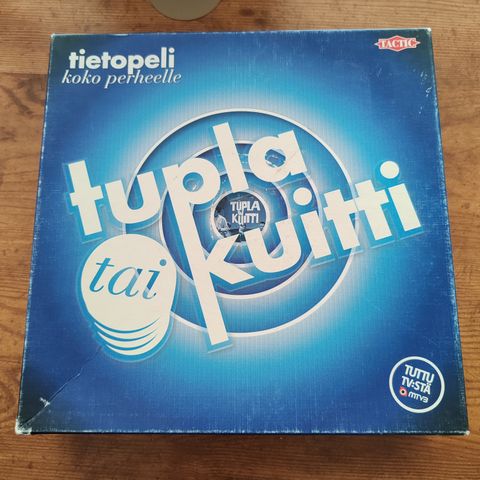 tietopeli
koko perheelle
TACTIC
tupla
tai
kuitti
TUPLA
KUITTI
TUTTU
TV:STÄ
MTV3